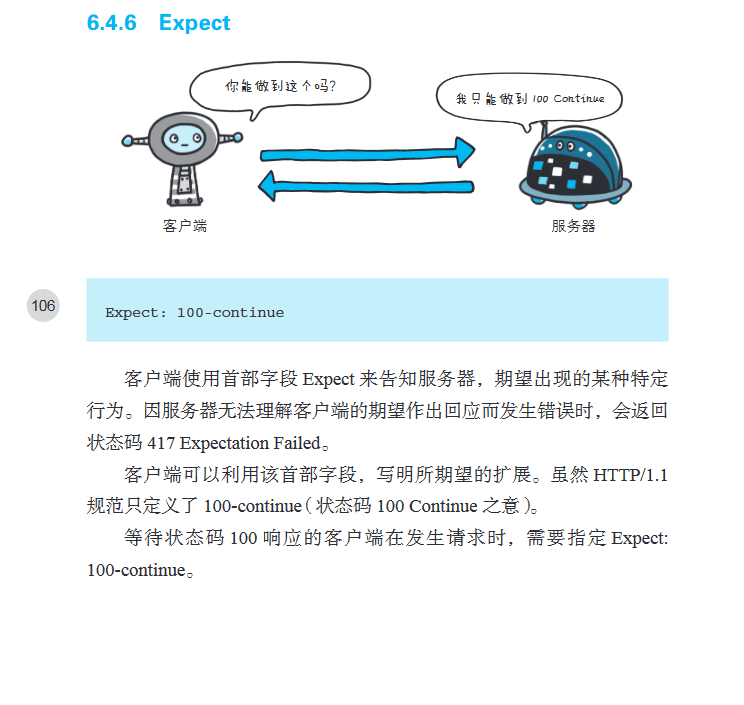 6.4.6 Expect
你能做到这个吗?
我只能做到 100 Continue
客户端
服务器
106
Expect: 100-continue
客户端使用首部字段 Expect 来告知服务器，期望出现的某种特定
行为。因服务器无法理解客户端的期望作出回应而发生错误时，会返回
状态码 417 Expectation Failed。
客户端可以利用该首部字段，写明所期望的扩展。虽然 HTTP/1.1
规范只定义了 100-continue（状态码 100 Continue 之意）。
等待状态码 100 响应的客户端在发生请求时，需要指定 Expect:
100-continue。